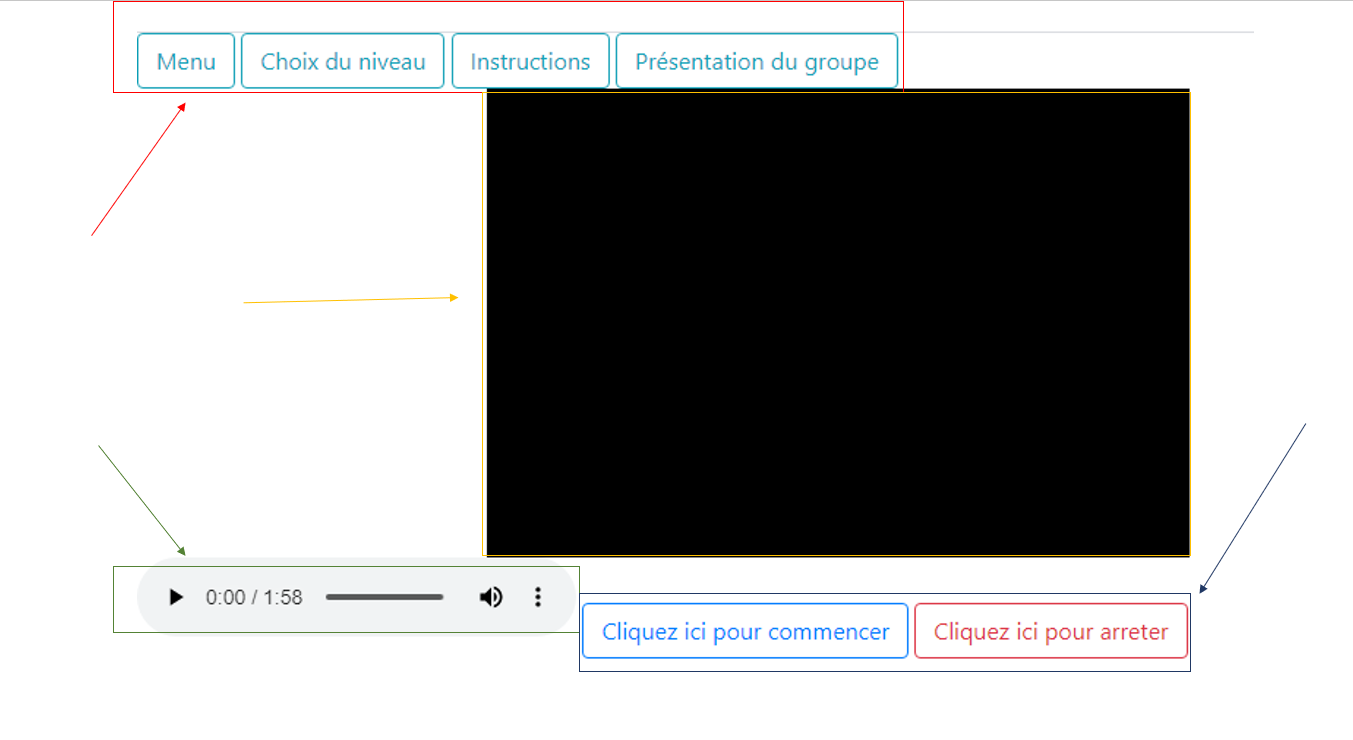 Menu Choix du niveau Instructions Présentation du groupe
0:00 / 1:58
Cliquez ici pour commencer Cliquez ici pour arreter